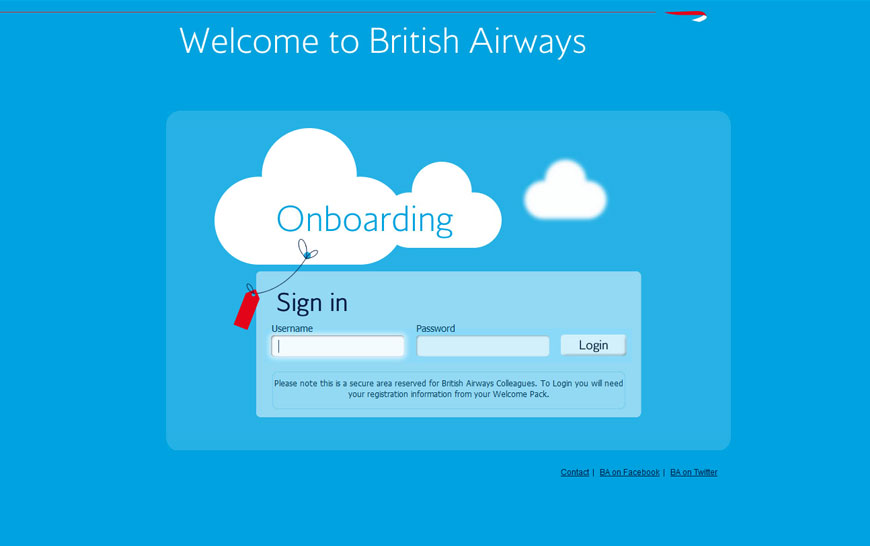 Welcome to British Airways
Onboarding
Sign in
Username Password
Login
Please note this is a secure area reserved for British Airways Colleagues. To Login you will need
your registration information from your Welcome Pack.
Contact | BA on Facebook | BA on Twitter